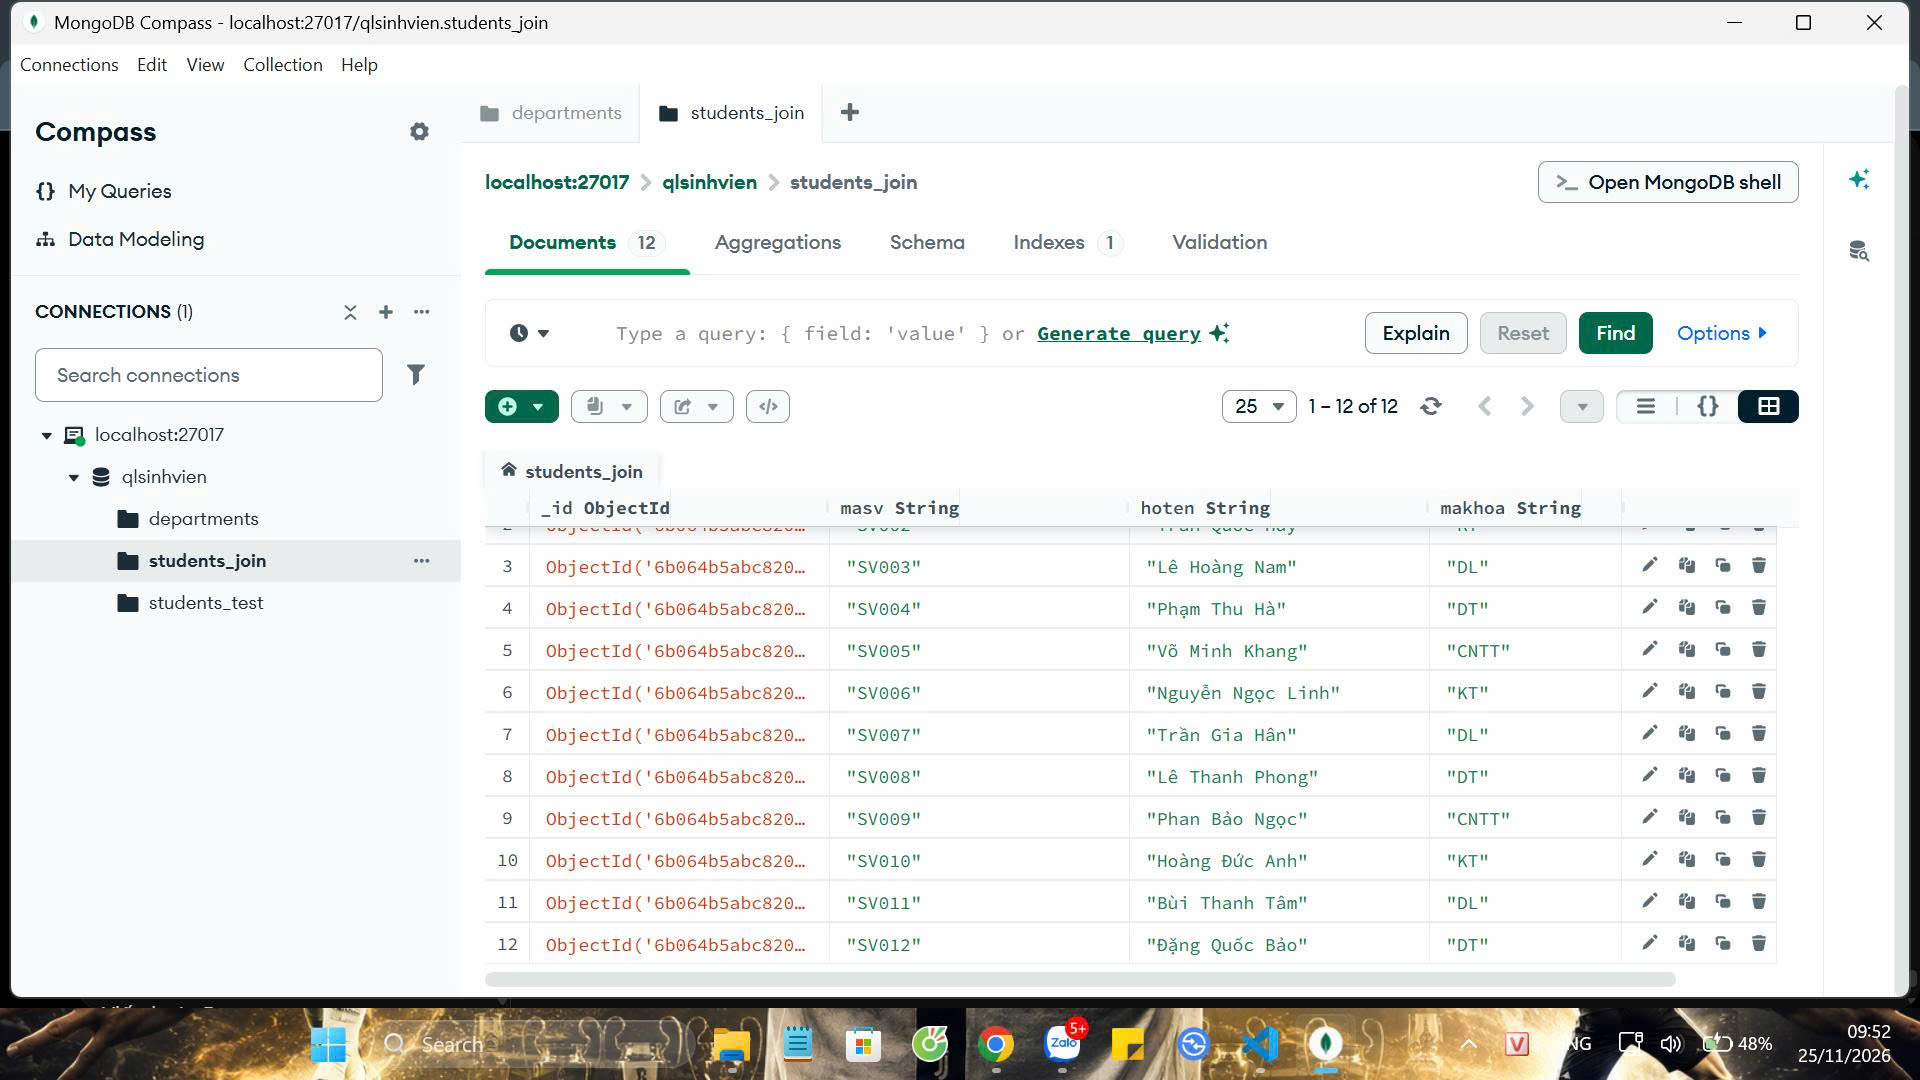 MongoDB Compass - localhost:27017/qlsinhvien.students_join
Connections Edit View Collection Help
Compass
My Queries
Data Modeling
CONNECTIONS (1)
Search connections
localhost:27017
qlsinhvien
departments
students_join
students_test
departments students_join
localhost:27017 qlsinhvien students_join
>_ Open MongoDB shell
Documents 12 Aggregations Schema Indexes 1 Validation
Type a query: { field: 'value' } or Generate query
Explain Reset Find Options
25 1 – 12 of 12
students_join
_id ObjectId masv String hoten String makhoa String
3 ObjectId('6b064b5abc820… "SV003" "Lê Hoàng Nam" "DL"
4 ObjectId('6b064b5abc820… "SV004" "Phạm Thu Hà" "DT"
5 ObjectId('6b064b5abc820… "SV005" "Võ Minh Khang" "CNTT"
6 ObjectId('6b064b5abc820… "SV006" "Nguyễn Ngọc Linh" "KT"
7 ObjectId('6b064b5abc820… "SV007" "Trần Gia Hân" "DL"
8 ObjectId('6b064b5abc820… "SV008" "Lê Thanh Phong" "DT"
9 ObjectId('6b064b5abc820… "SV009" "Phan Bảo Ngọc" "CNTT"
10 ObjectId('6b064b5abc820… "SV010" "Hoàng Đức Anh" "KT"
11 ObjectId('6b064b5abc820… "SV011" "Bùi Thanh Tâm" "DL"
12 ObjectId('6b064b5abc820… "SV012" "Đặng Quốc Bảo" "DT"
Search
Zalo
5+
V
48%
09:52
25/11/2026